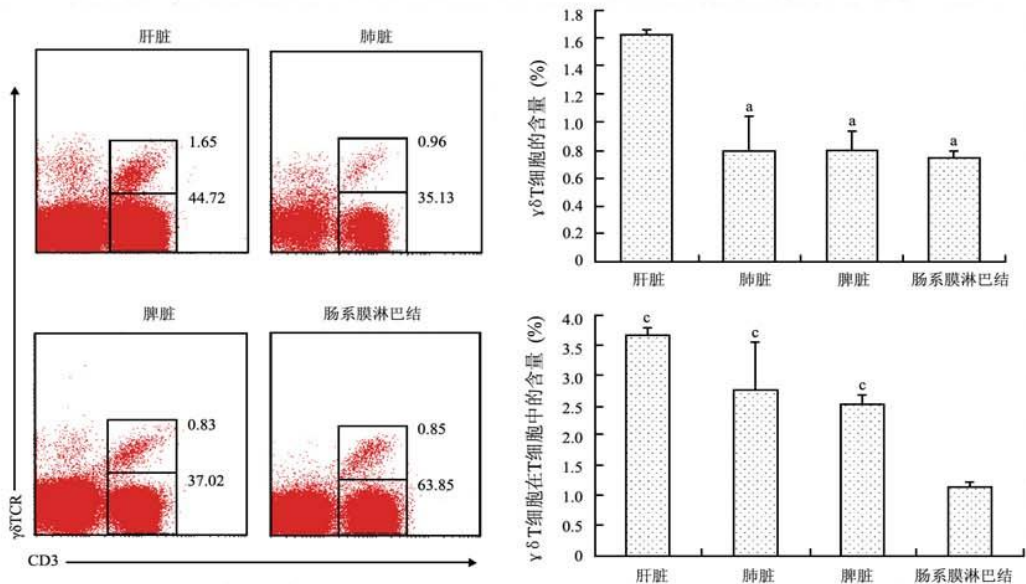 肝脏
肺脏
1.65
44.72
0.96
35.13
脾脏
肠系膜淋巴结
0.83
37.02
0.85
63.85
γδTCR
CD3
γδT细胞的含量 (%)
1.8
1.6
1.4
1.2
1.0
0.8
0.6
0.4
0.2
0
a
a
a
肝脏
肺脏
脾脏
肠系膜淋巴结
γδT细胞在T细胞中的含量 (%)
4.0
3.5
3.0
2.5
2.0
1.5
1.0
0.5
0
c
c
c
肝脏
肺脏
脾脏
肠系膜淋巴结